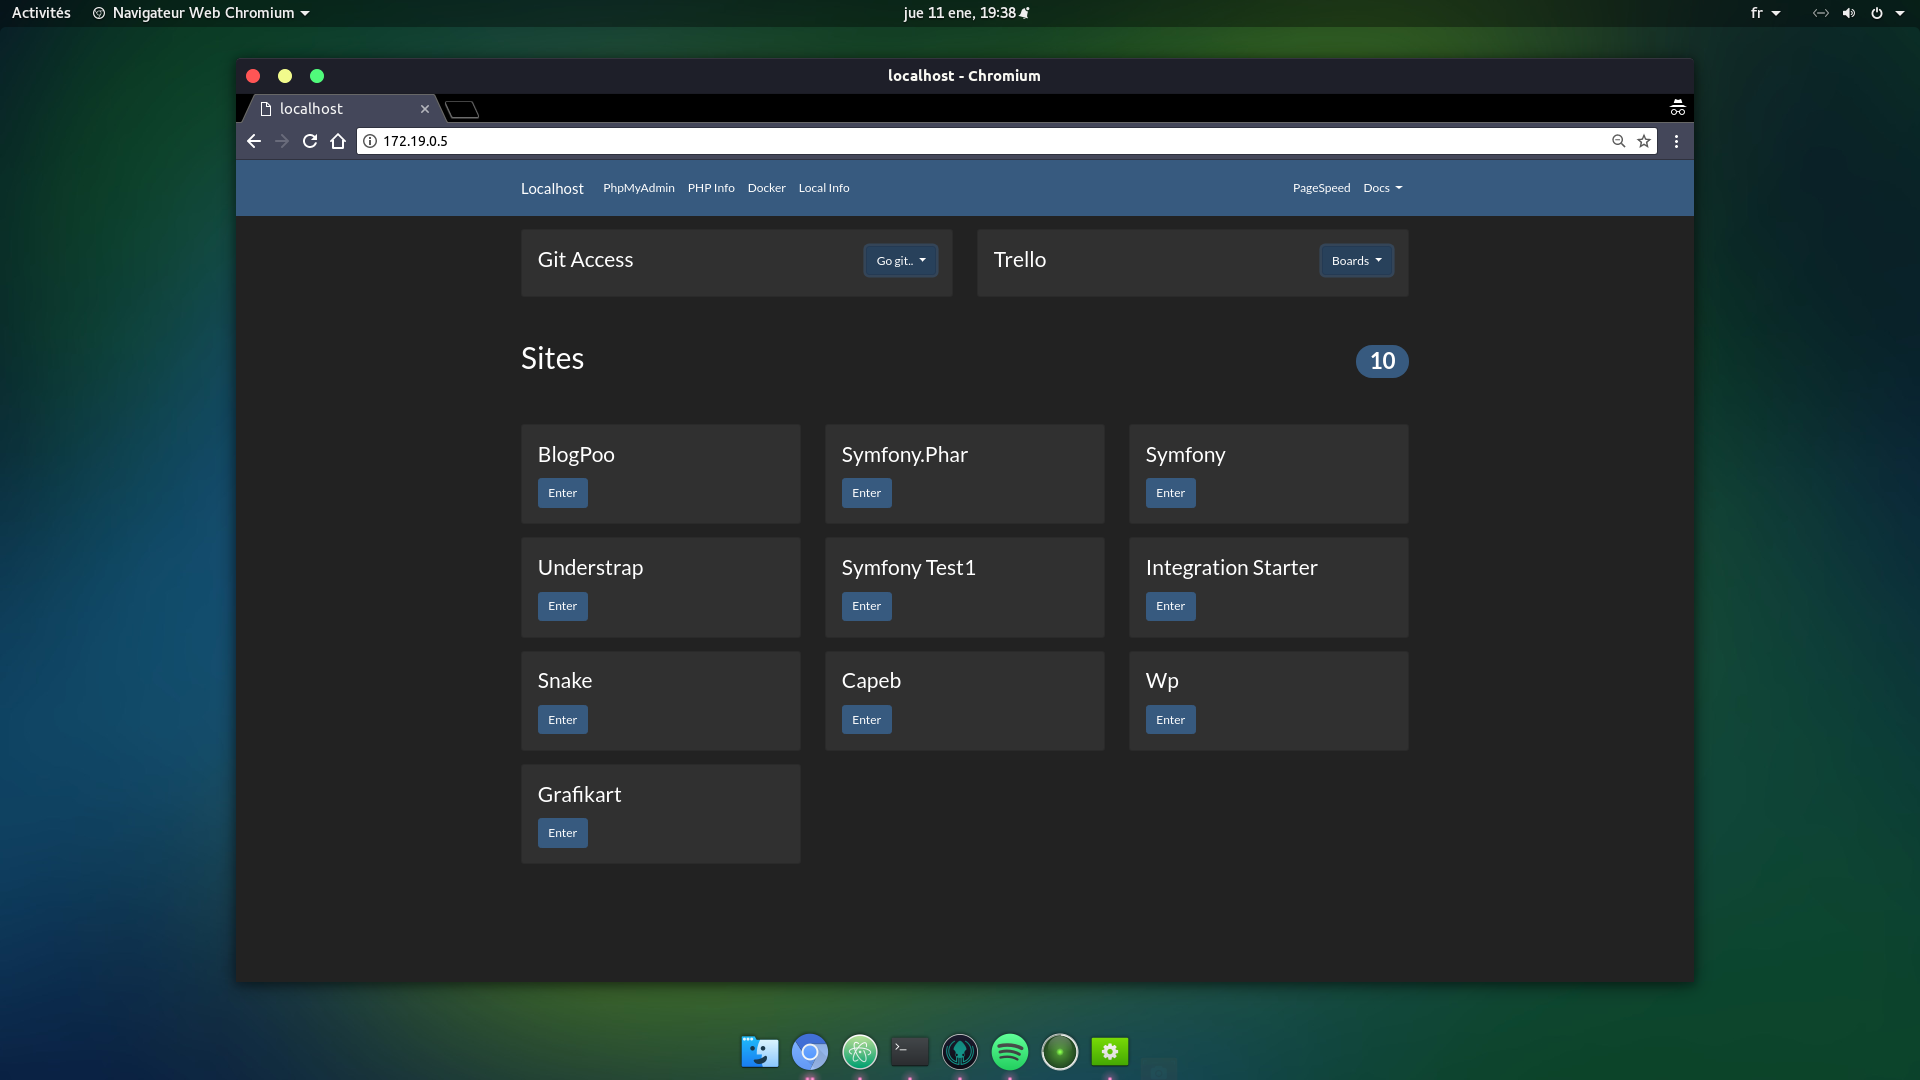 Activités Navigateur Web Chromium jue 11 ene, 19:38 fr
localhost - Chromium
localhost
172.19.0.5
Localhost PhpMyAdmin PHP Info Docker Local Info PageSpeed Docs
Git Access Go git.. Trello Boards
Sites 10
BlogPoo Symfony.Phar Symfony
Enter Enter Enter
Understrap Symfony Test1 Integration Starter
Enter Enter Enter
Snake Capeb Wp
Enter Enter Enter
Grafikart
Enter